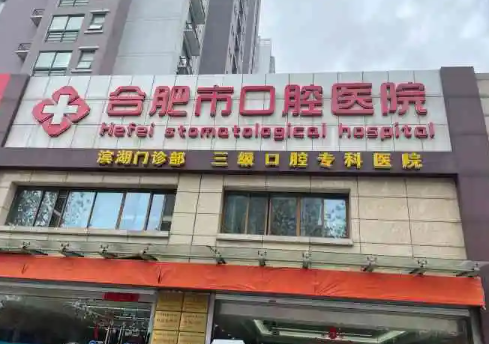 合肥市口腔医院
Hefei stomatological hospital
滨湖门诊部 三级口腔专科医院